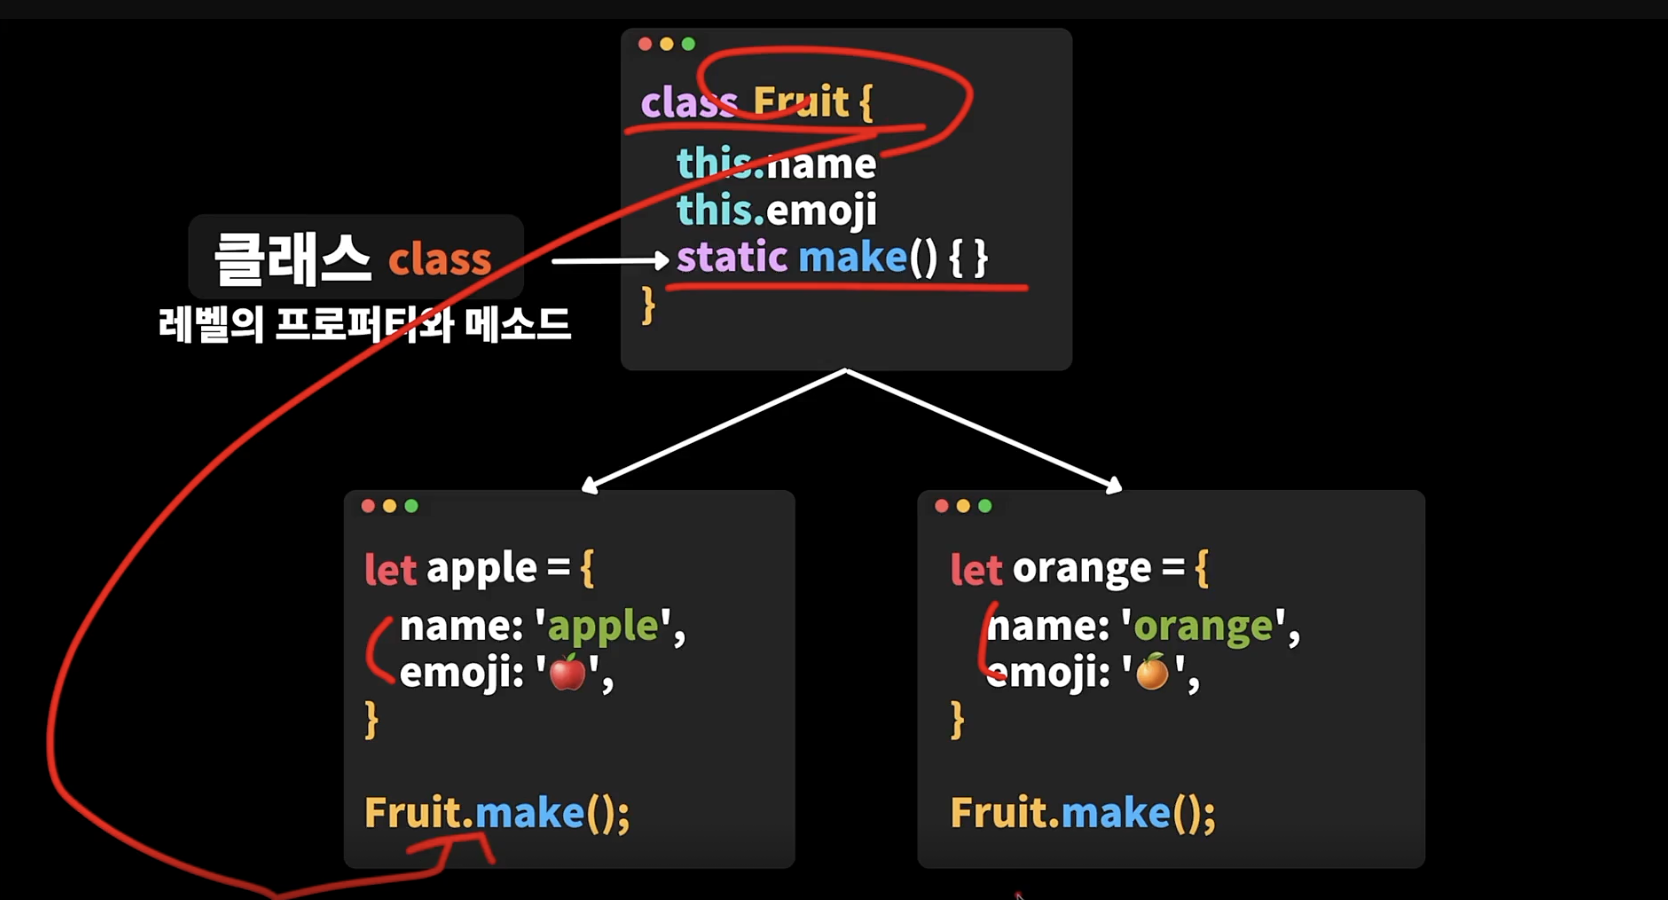 class Fruit {
this.name
this.emoji
static make() { }
}
클래스 class
레벨의 프로퍼티와 메소드
let apple = {
name: 'apple',
emoji: '🍎',
}
Fruit.make();
let orange = {
name: 'orange',
emoji: '🍊',
}
Fruit.make();